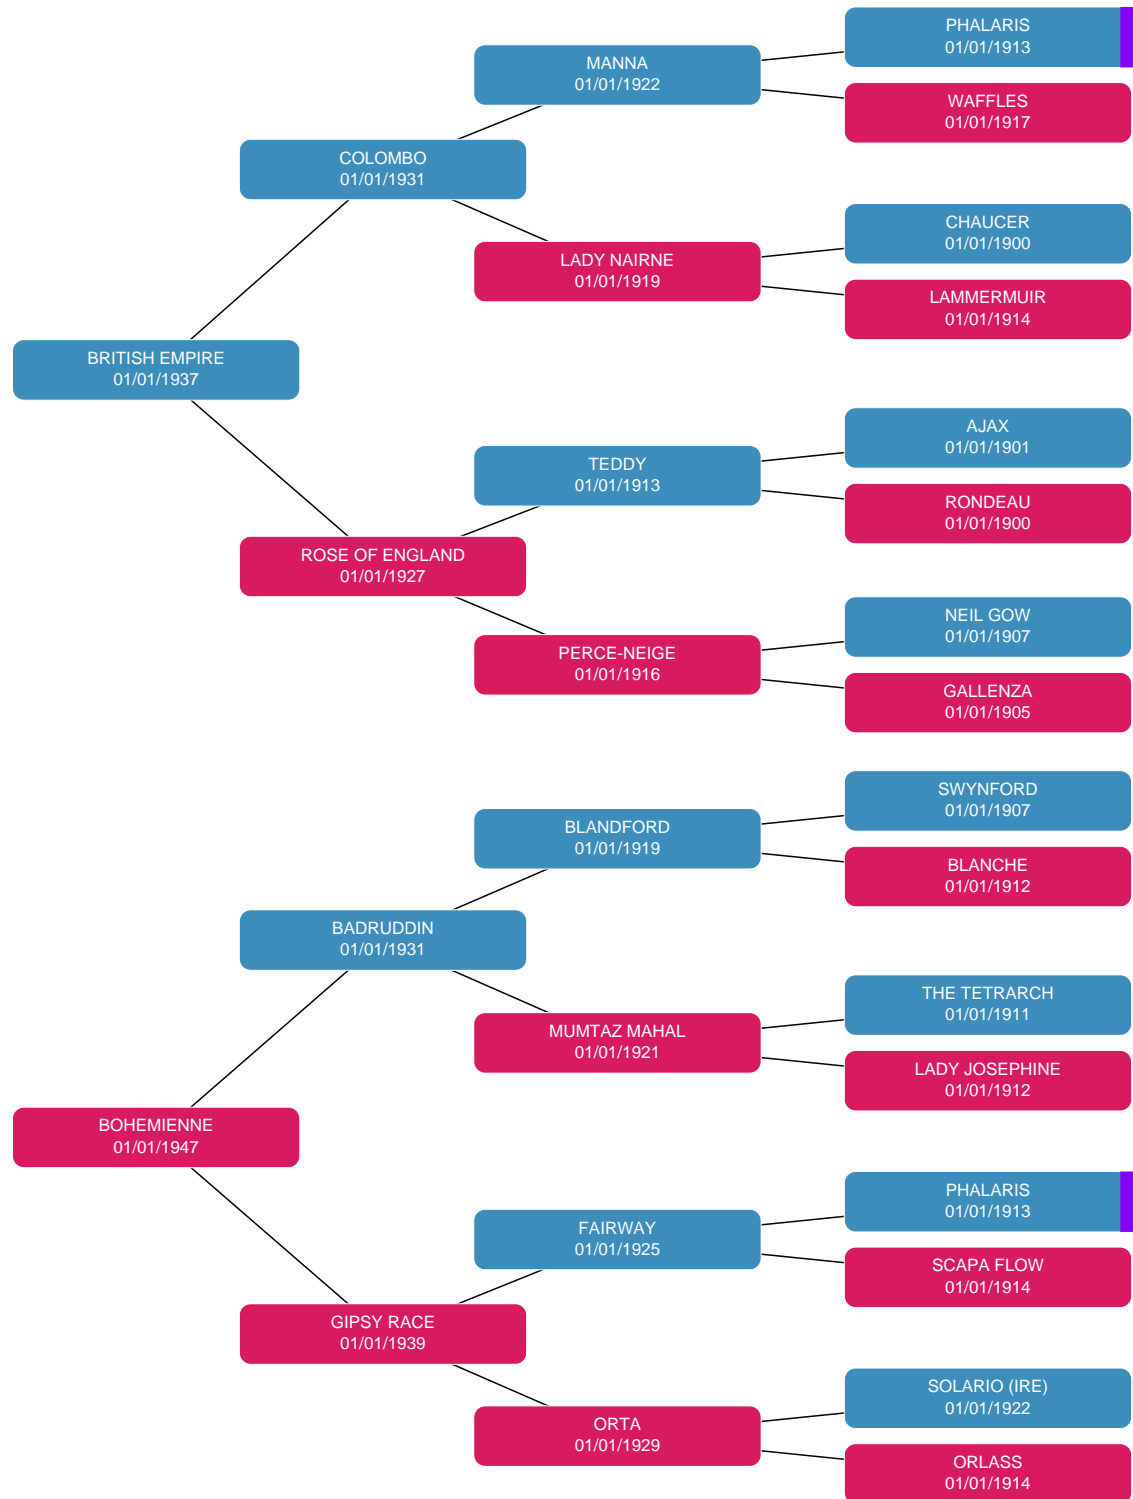 PHALARIS
01/01/1913
MANNA
01/01/1922
WAFFLES
01/01/1917
COLOMBO
01/01/1931
CHAUCER
01/01/1900
LADY NAIRNE
01/01/1919
LAMMERMUIR
01/01/1914
BRITISH EMPIRE
01/01/1937
AJAX
01/01/1901
TEDDY
01/01/1913
RONDEAU
01/01/1900
ROSE OF ENGLAND
01/01/1927
NEIL GOW
01/01/1907
PERCE-NEIGE
01/01/1916
GALLENZA
01/01/1905
SWYNFORD
01/01/1907
BLANDFORD
01/01/1919
BLANCHE
01/01/1912
BADRUDDIN
01/01/1931
THE TETRARCH
01/01/1911
MUMTAZ MAHAL
01/01/1921
LADY JOSEPHINE
01/01/1912
BOHEMIENNE
01/01/1947
PHALARIS
01/01/1913
FAIRWAY
01/01/1925
SCAPA FLOW
01/01/1914
GIPSY RACE
01/01/1939
SOLARIO (IRE)
01/01/1922
ORTA
01/01/1929
ORLASS
01/01/1914